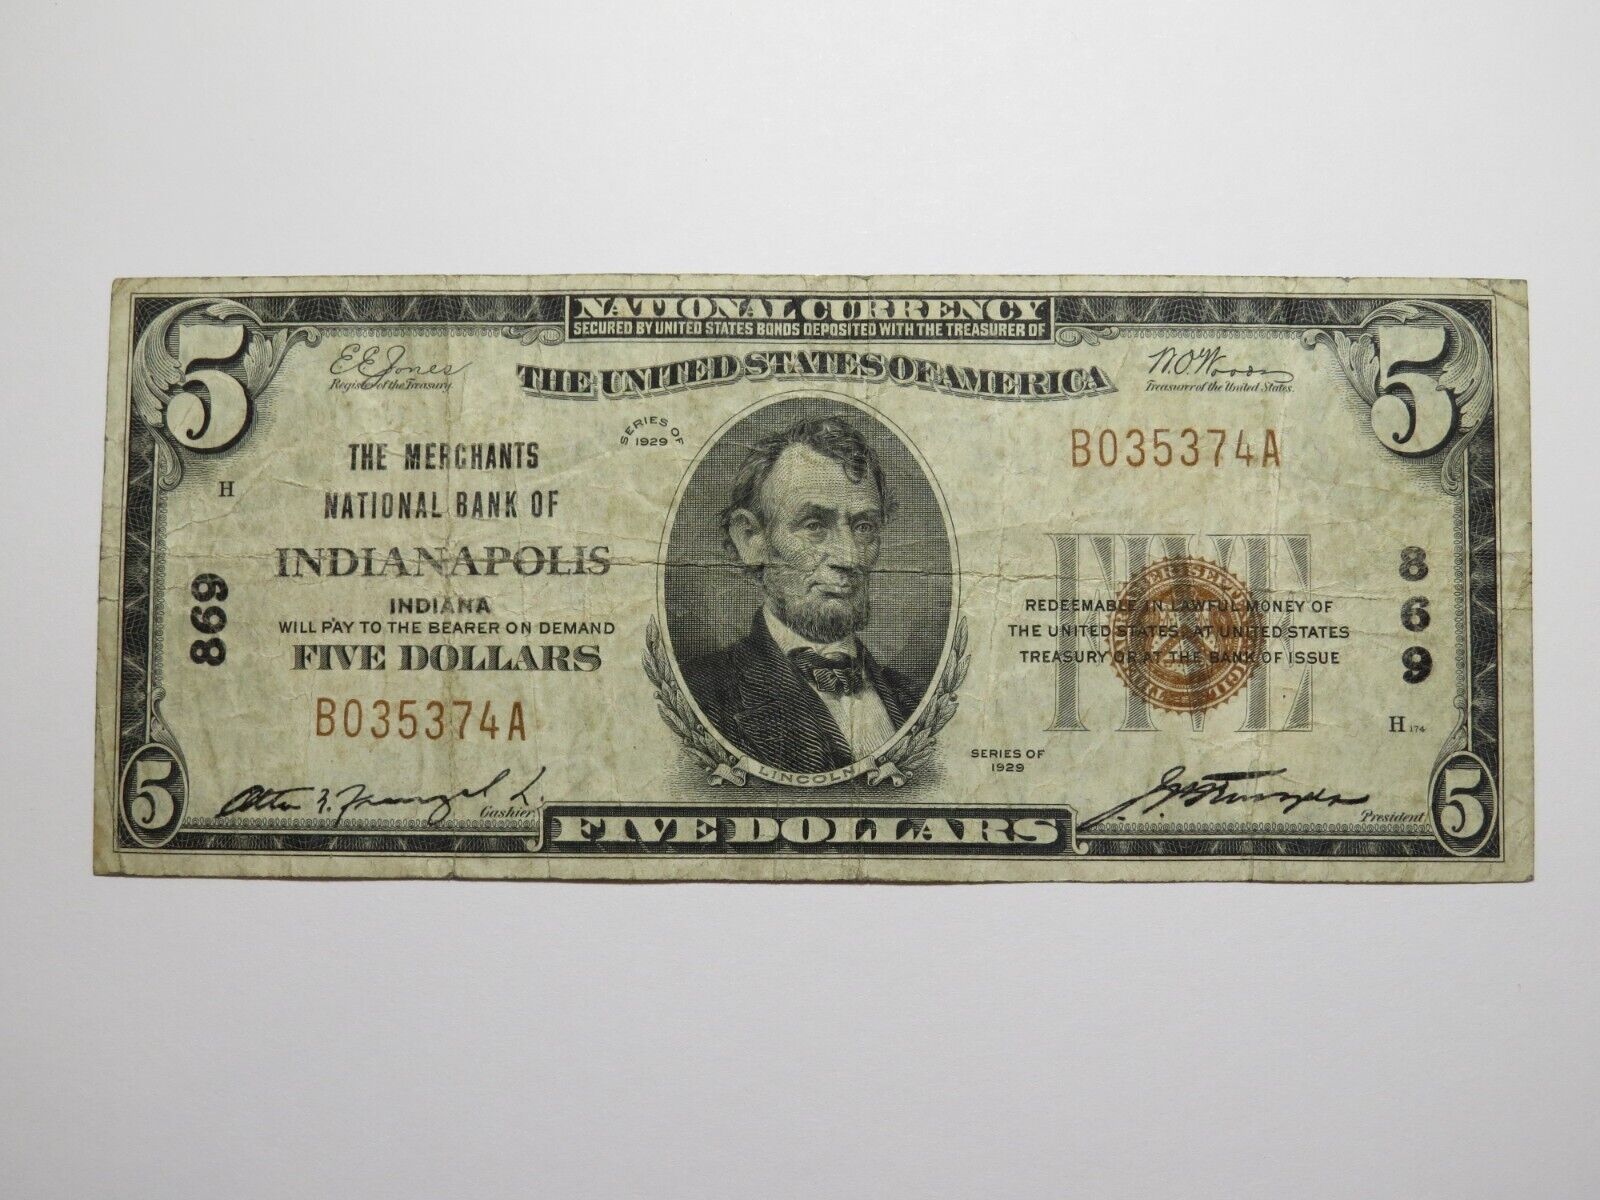 NATIONAL CURRENCY
SECURED BY UNITED STATES BONDS DEPOSITED WITH THE TREASURER OF
THE UNITED STATES OF AMERICA
5
5
E E Jones
Register of the Treasury
W.O. Woods
Treasurer of the United States
SERIES OF
1929
THE MERCHANTS
NATIONAL BANK OF
INDIANAPOLIS
INDIANA
WILL PAY TO THE BEARER ON DEMAND
FIVE DOLLARS
H
869
B035374A
B035374A
FIVE
REDEEMABLE IN LAWFUL MONEY OF
THE UNITED STATES AT UNITED STATES
TREASURY OR AT THE BANK OF ISSUE
869
H 174
SERIES OF
1929
LINCOLN
Cashier
President
5
FIVE DOLLARS
5